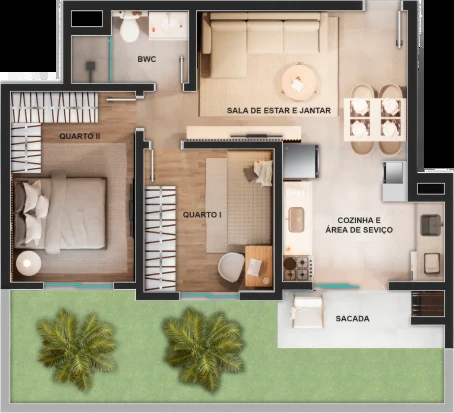 BWC
SALA DE ESTAR E JANTAR
QUARTO II
QUARTO I
COZINHA E
ÁREA DE SEVIÇO
SACADA